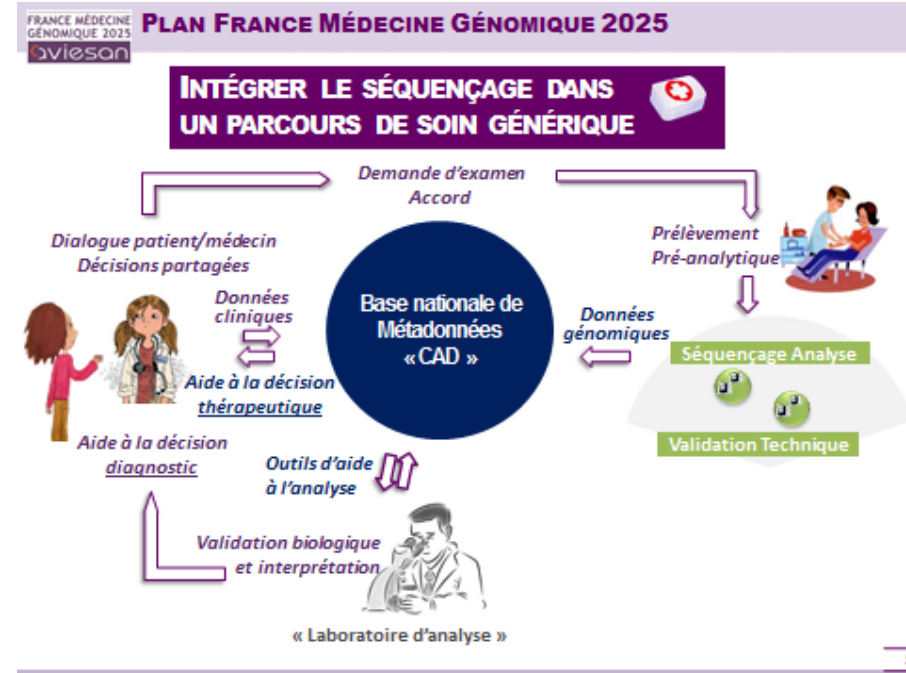 FRANCE MÉDECINE
GÉNOMIQUE 2025
aviesan
PLAN FRANCE MÉDECINE GÉNOMIQUE 2025
INTÉGRER LE SÉQUENÇAGE DANS
UN PARCOURS DE SOIN GÉNÉRIQUE
Demande d'examen
Accord
Dialogue patient/médecin
Décisions partagées
Prélèvement
Pré-analytique
Données
cliniques
Base nationale de
Métadonnées
« CAD »
Données
génomiques
Séquençage Analyse
Aide à la décision
thérapeutique
Validation Technique
Aide à la décision
diagnostic
Outils d'aide
à l'analyse
Validation biologique
et interprétation
« Laboratoire d'analyse »